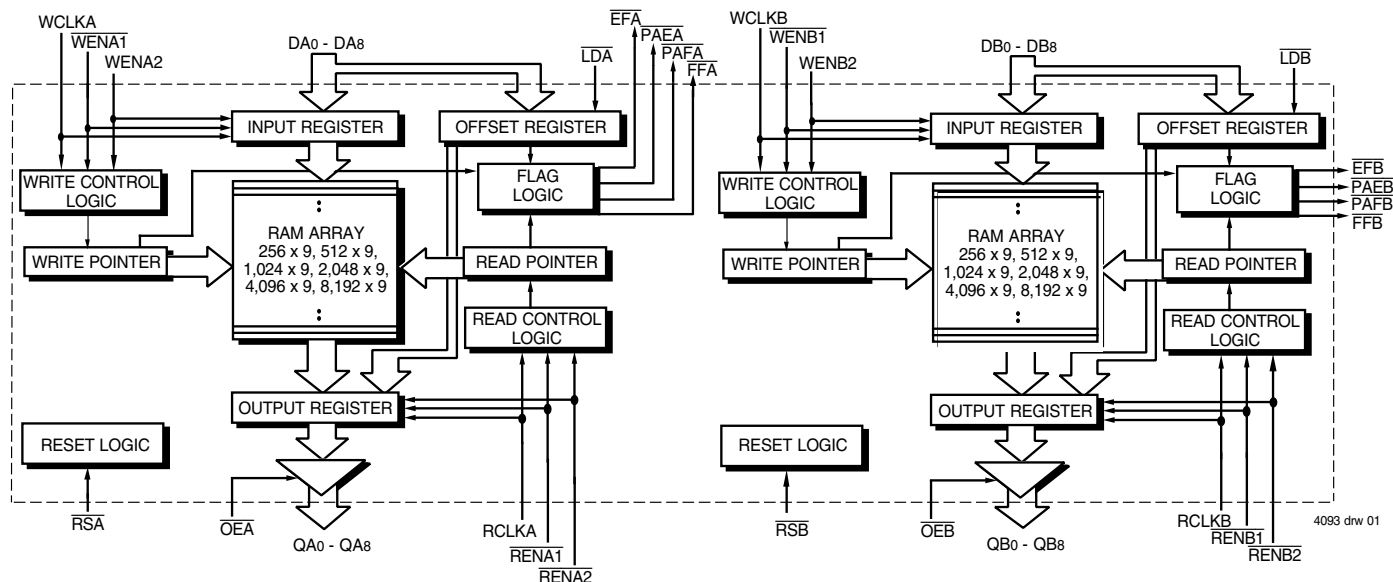 WCLKA
WENA1
WENA2
DA0 - DA8
LDA
EFA
PAEA
PAFA
FFA
INPUT REGISTER
OFFSET REGISTER
WRITE CONTROL
LOGIC
FLAG
LOGIC
WRITE POINTER
RAM ARRAY
256 x 9, 512 x 9,
1,024 x 9, 2,048 x 9,
4,096 x 9, 8,192 x 9
READ POINTER
READ CONTROL
LOGIC
OUTPUT REGISTER
RESET LOGIC
RSA
OEA
QA0 - QA8
RCLKA
RENA1
RENA2
WCLKB
WENB1
WENB2
DB0 - DB8
LDB
INPUT REGISTER
OFFSET REGISTER
WRITE CONTROL
LOGIC
FLAG
LOGIC
EFB
PAEB
PAFB
FFB
WRITE POINTER
RAM ARRAY
256 x 9, 512 x 9,
1,024 x 9, 2,048 x 9,
4,096 x 9, 8,192 x 9
READ POINTER
READ CONTROL
LOGIC
OUTPUT REGISTER
RESET LOGIC
RSB
OEB
QB0 - QB8
RCLKB
RENB1
RENB2
4093 drw 01